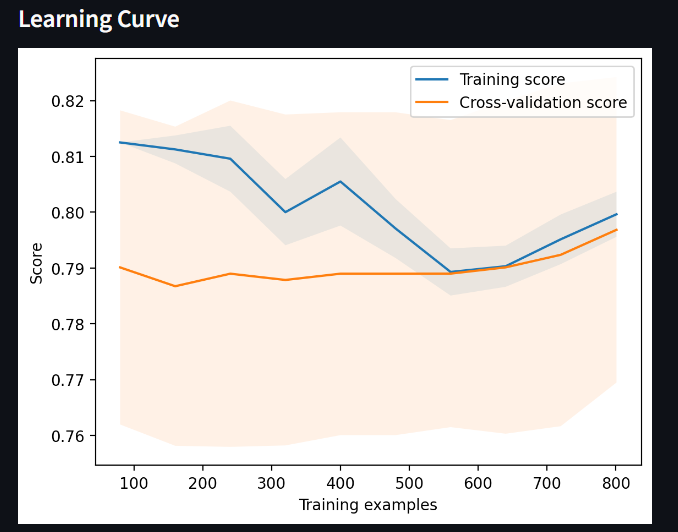 Learning Curve
Training score
Cross-validation score
0.82
0.81
0.80
0.79
0.78
0.77
0.76
Score
100 200 300 400 500 600 700 800
Training examples